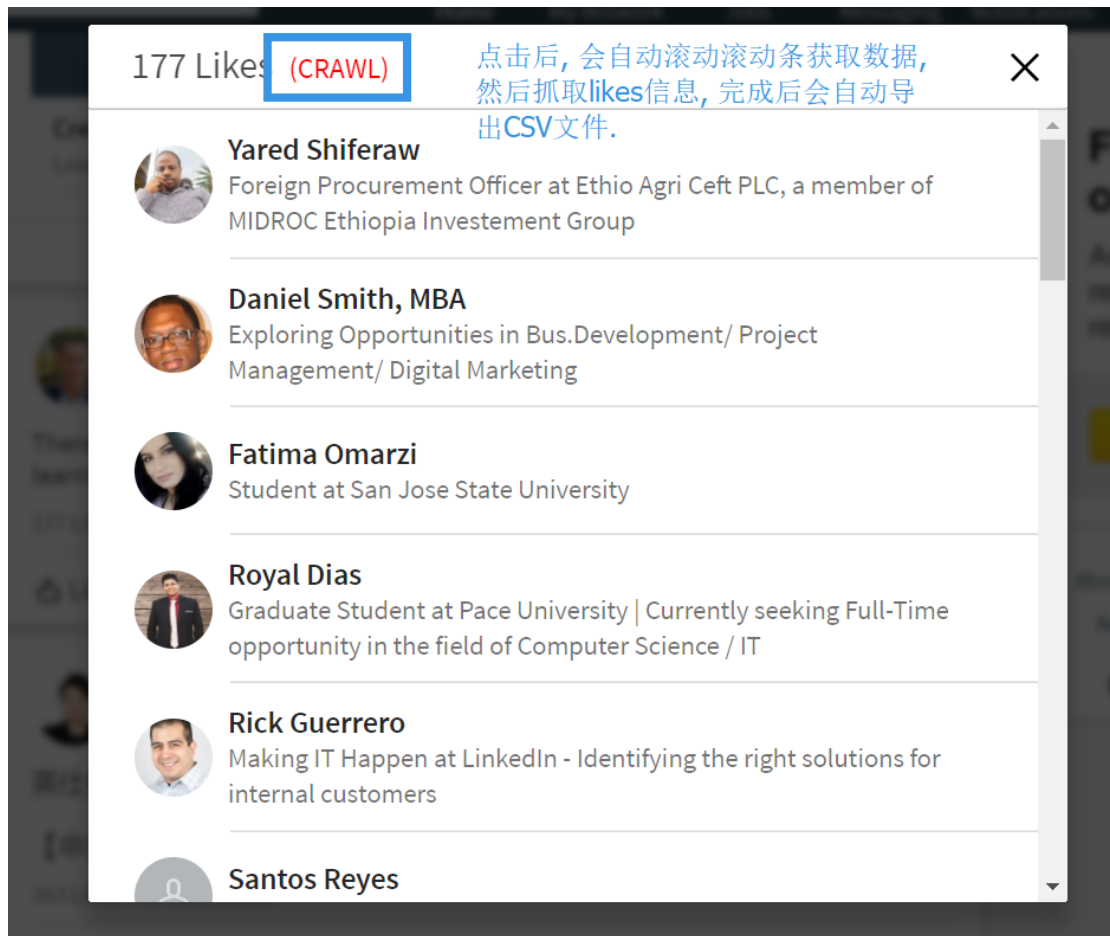 177 Likes (CRAWL)
点击后, 会自动滚动滚动条获取数据,
然后抓取likes信息, 完成后会自动导
出CSV文件.
Yared Shiferaw
Foreign Procurement Officer at Ethio Agri Ceft PLC, a member of
MIDROC Ethiopia Investement Group
Daniel Smith, MBA
Exploring Opportunities in Bus.Development/ Project
Management/ Digital Marketing
Fatima Omarzi
Student at San Jose State University
Royal Dias
Graduate Student at Pace University | Currently seeking Full-Time
opportunity in the field of Computer Science / IT
Rick Guerrero
Making IT Happen at LinkedIn - Identifying the right solutions for
internal customers
Santos Reyes